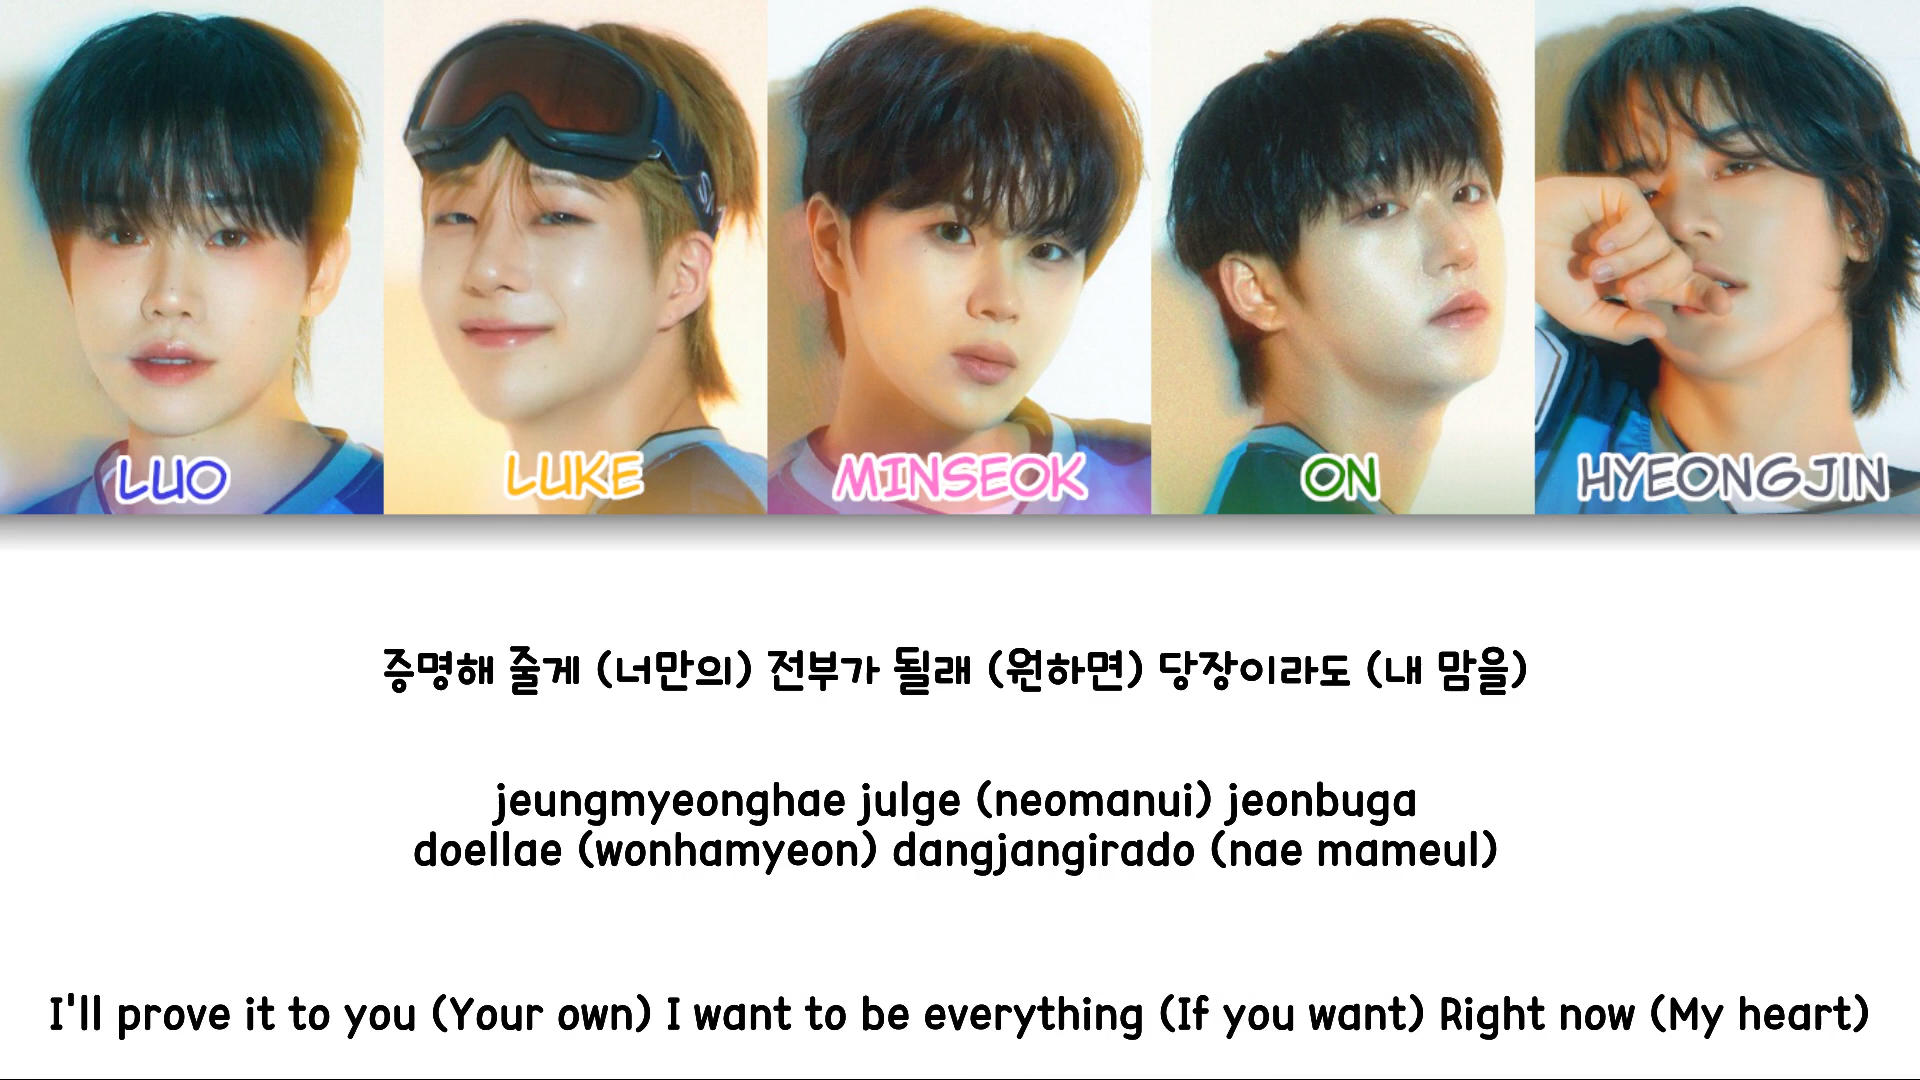 LUO
LUKE
MINSEOK
ON
HYEONGJIN
증명해 줄게 (너만의) 전부가 될래 (원하면) 당장이라도 (내 맘을)
jeungmyeonghae julge (neomanui) jeonbuga
doellae (wonhamyeon) dangjangirado (nae mameul)
I'll prove it to you (Your own) I want to be everything (If you want) Right now (My heart)